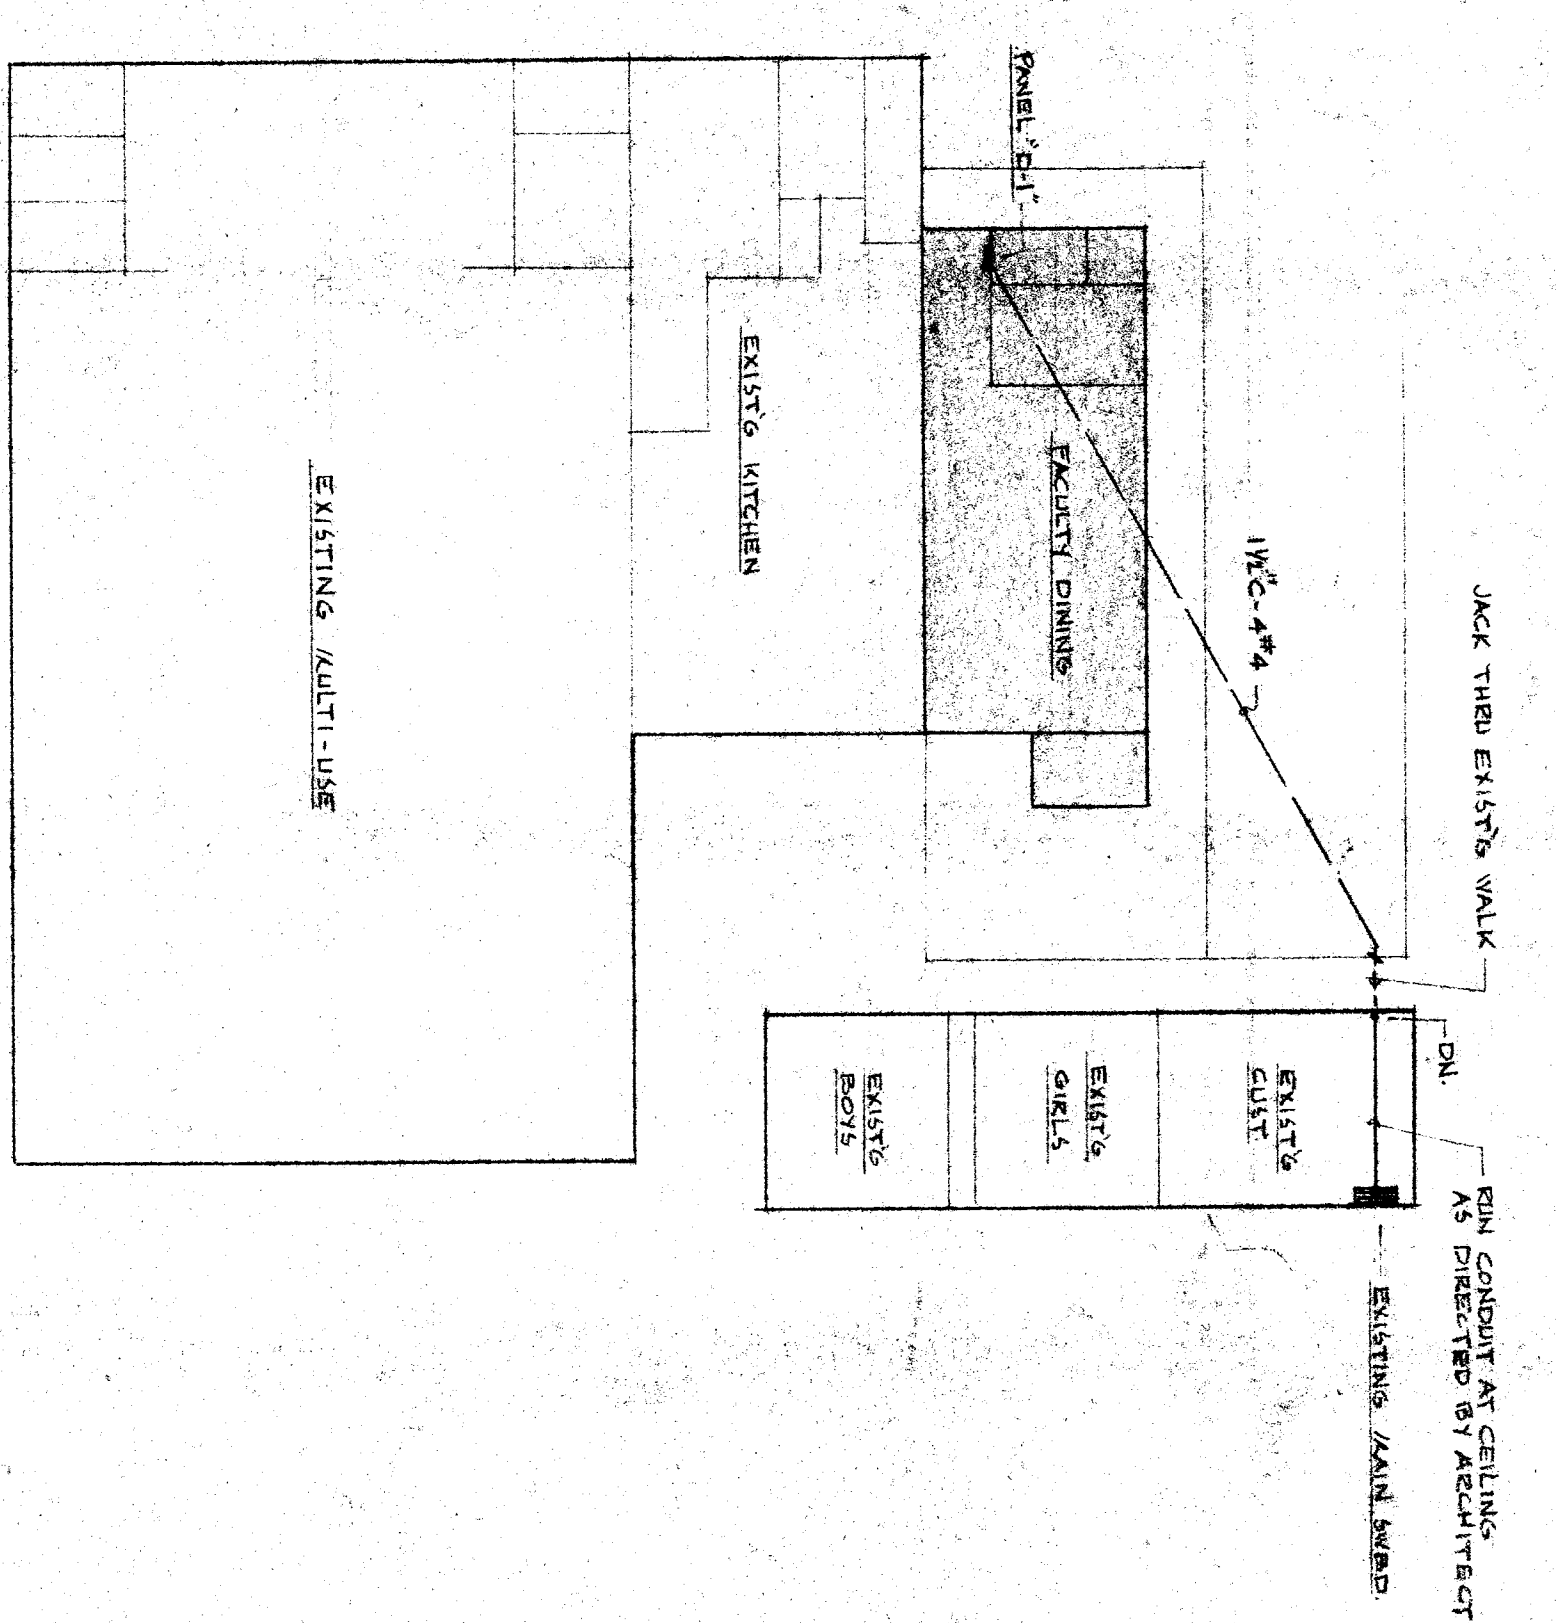 JACK THRU EXIST'G WALK
DN.
RUN CONDUIT AT CEILING
AS DIRECTED BY ARCHITECT
EXISTING MAIN SWBD.
1½"C-4#4
PANEL "D-1"
FACULTY DINING
EXIST'G
CUST.
EXIST'G
GIRLS
EXIST'G
BOYS
EXIST'G KITCHEN
EXISTING MULTI-USE